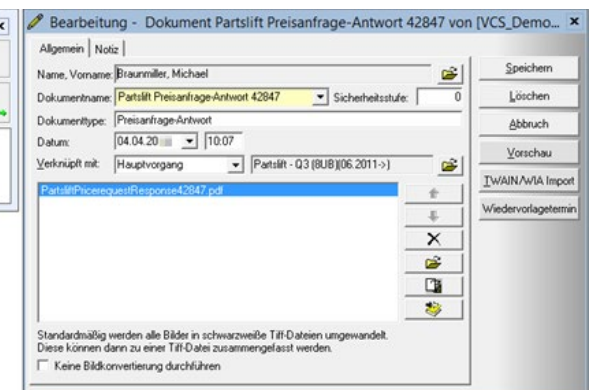 Bearbeitung - Dokument Partslift Preisanfrage-Antwort 42847 von [VCS_Demo...
Allgemein
Notiz
Name, Vorname: Braunmiller, Michael
Dokumentname: Partslift Preisanfrage-Antwort 42847
Sicherheitsstufe: 0
Dokumenttype: Preisanfrage-Antwort
Datum: 04.04.20 10:07
Verknüpft mit: Hauptvorgang
Partslift - Q3 (8UB)(06.2011->)
PartsliftPricerequestResponse42847.pdf
Standardmäßig werden alle Bilder in schwarzweiße Tiff-Dateien umgewandelt.
Diese können dann zu einer Tiff-Datei zusammengefasst werden.
Keine Bildkonvertierung durchführen
Speichern
Löschen
Abbruch
Vorschau
TWAIN/WIA Import
Wiedervorlagetermin